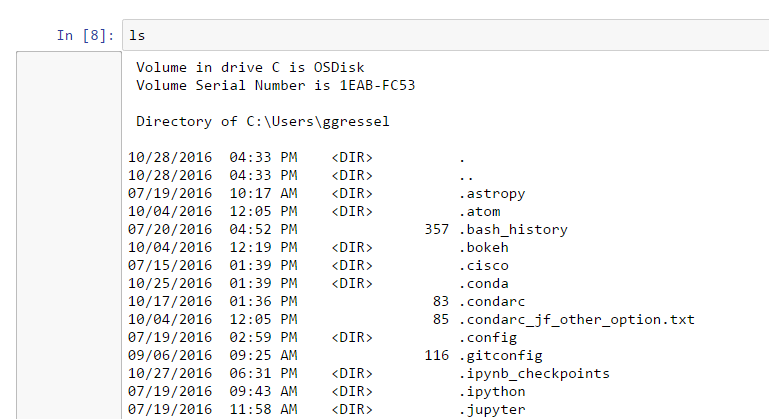 In [8]: ls
Volume in drive C is OSDisk
Volume Serial Number is 1EAB-FC53
Directory of C:\Users\ggressel
10/28/2016  04:33 PM    <DIR>          .
10/28/2016  04:33 PM    <DIR>          ..
07/19/2016  10:17 AM    <DIR>          .astropy
10/04/2016  12:05 PM    <DIR>          .atom
07/20/2016  04:52 PM               357 .bash_history
10/04/2016  12:19 PM    <DIR>          .bokeh
07/15/2016  01:39 PM    <DIR>          .cisco
10/25/2016  01:39 PM    <DIR>          .conda
10/17/2016  01:36 PM                83 .condarc
10/04/2016  12:05 PM                85 .condarc_jf_other_option.txt
07/19/2016  02:59 PM    <DIR>          .config
09/06/2016  09:25 AM               116 .gitconfig
10/27/2016  06:31 PM    <DIR>          .ipynb_checkpoints
07/19/2016  09:43 AM    <DIR>          .ipython
07/19/2016  11:58 AM    <DIR>          .jupyter